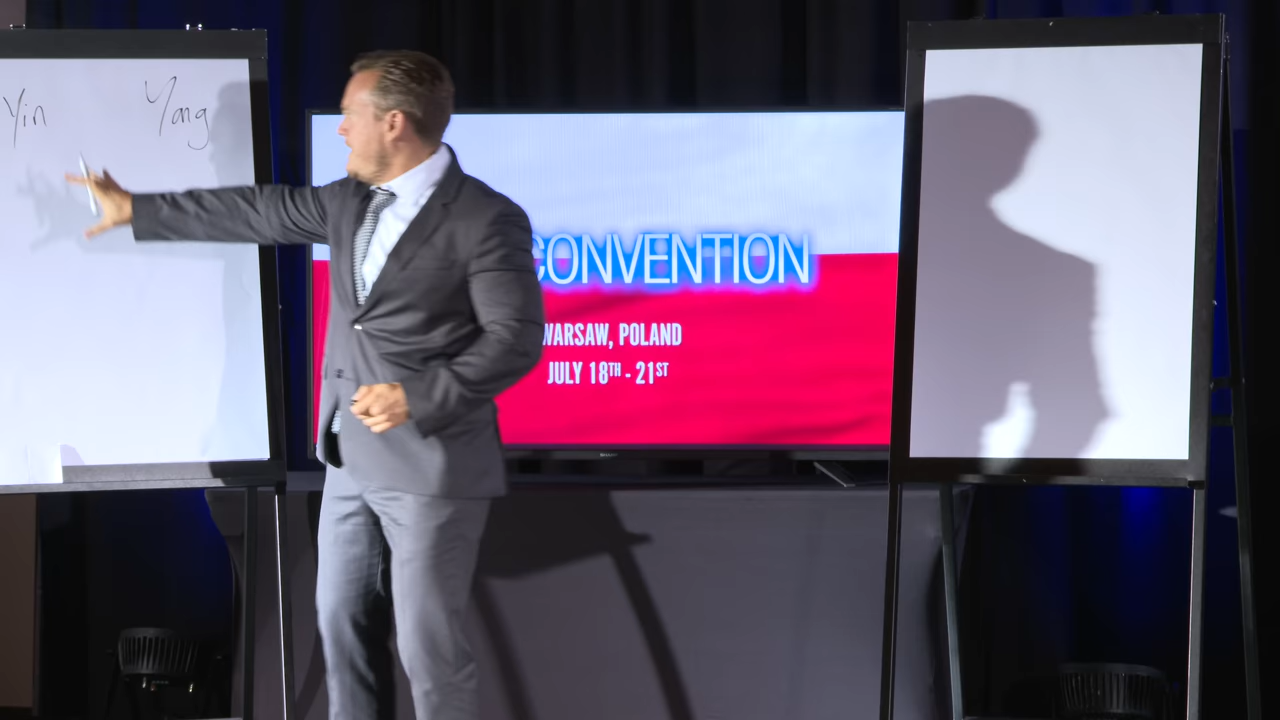 Yin Yang
CONVENTION
WARSAW, POLAND
JULY 18TH - 21ST